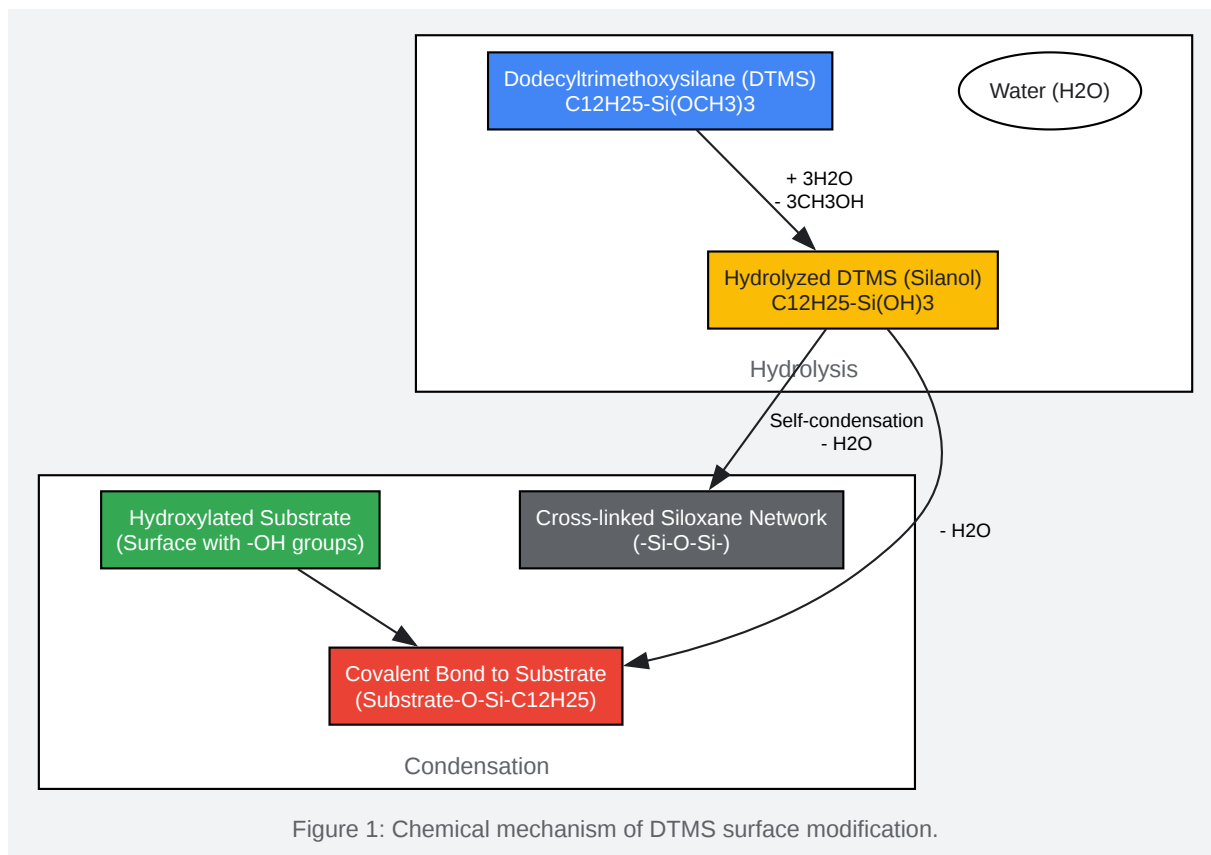 Dodecyltrimethoxysilane (DTMS)
C12H25-Si(OCH3)3
Water (H2O)
+ 3H2O
- 3CH3OH
Hydrolyzed DTMS (Silanol)
C12H25-Si(OH)3
Hydrolysis
Self-condensation
- H2O
Hydroxylated Substrate
(Surface with -OH groups)
Cross-linked Siloxane Network
(-Si-O-Si-)
- H2O
Covalent Bond to Substrate
(Substrate-O-Si-C12H25)
Condensation
Figure 1: Chemical mechanism of DTMS surface modification.